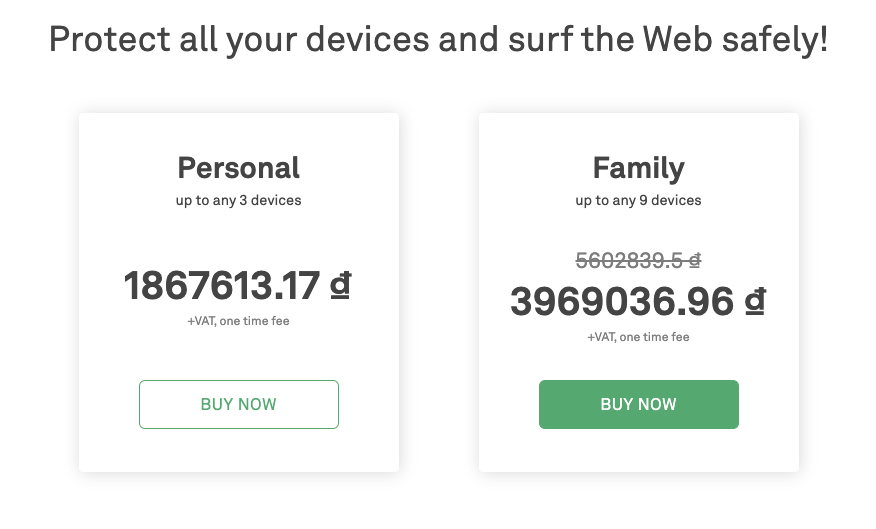 Protect all your devices and surf the Web safely!
Personal
up to any 3 devices
1867613.17 ₫
+VAT, one time fee
BUY NOW
Family
up to any 9 devices
5602839.5 ₫
3969036.96 ₫
+VAT, one time fee
BUY NOW